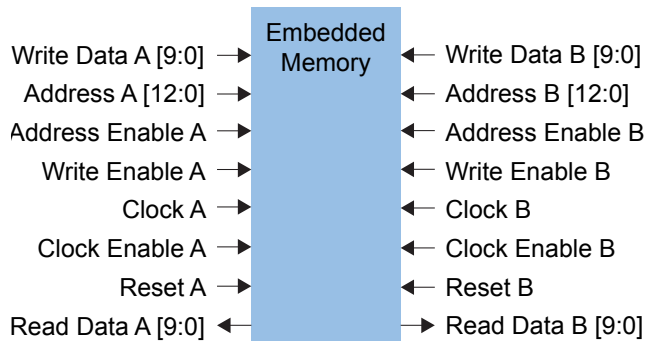 Embedded
Memory
Write Data A [9:0]
Address A [12:0]
Address Enable A
Write Enable A
Clock A
Clock Enable A
Reset A
Read Data A [9:0]
Write Data B [9:0]
Address B [12:0]
Address Enable B
Write Enable B
Clock B
Clock Enable B
Reset B
Read Data B [9:0]